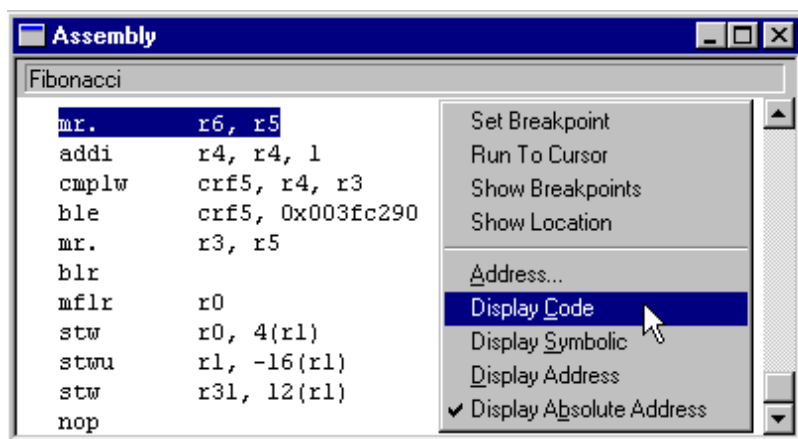 Assembly
Fibonacci
mr. r6, r5
addi r4, r4, 1
cmplw crf5, r4, r3
ble crf5, 0x003fc290
mr. r3, r5
blr
mflr r0
stw r0, 4(r1)
stwu r1, -16(r1)
stw r31, 12(r1)
nop
Set Breakpoint
Run To Cursor
Show Breakpoints
Show Location
Address...
Display Code
Display Symbolic
Display Address
Display Absolute Address